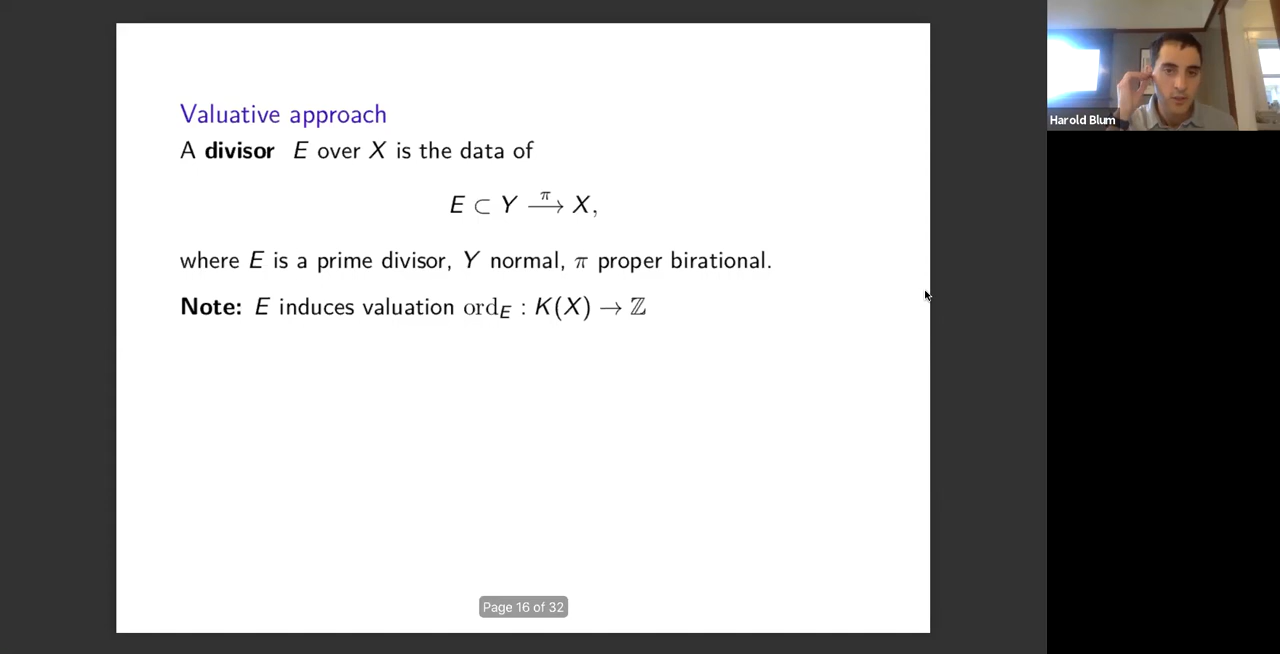 Valuative approach
A divisor E over X is the data of
E ⊂ Y π→ X,
where E is a prime divisor, Y normal, π proper birational.
Note: E induces valuation ord_E : K(X) → ℤ
Page 16 of 32
Harold Blum